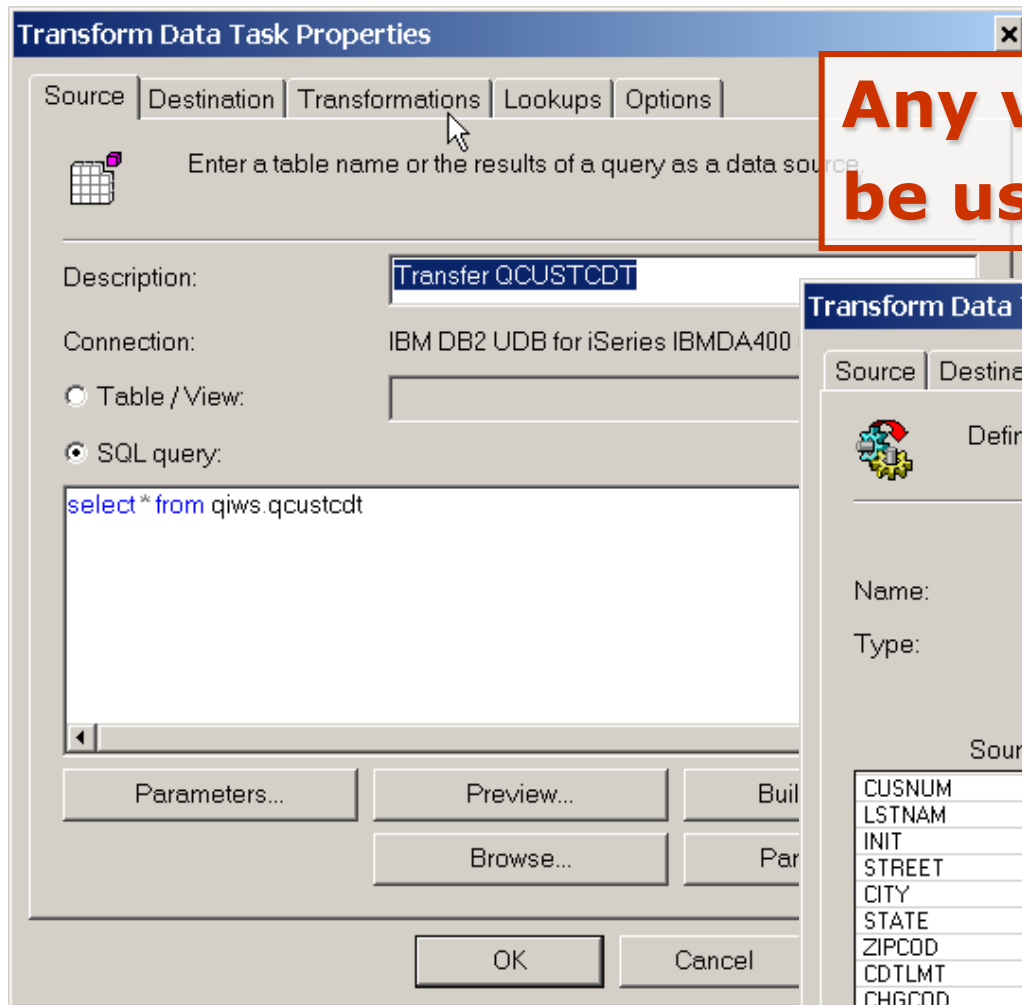 Transform Data Task Properties
Source Destination Transformations Lookups Options
Enter a table name or the results of a query as a data source.
Any
be
Description: Transfer QCUSTCDT
Connection: IBM DB2 UDB for iSeries IBMDA400
Table / View:
SQL query:
select * from qiws.qcustcdt
Parameters... Preview...
Browse...
OK Cancel
Transform Data
Source
Name:
Type:
CUSNUM
LSTNAM
INIT
STREET
CITY
STATE
ZIPCOD
CDTLMT
CHGCOD